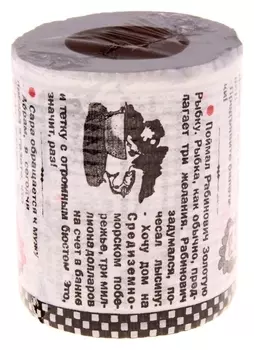 Поймал Рабинович золотую
рыбку. Рыбка, как обычно, пред-
лагает три желания. Рабинович
задумался, по-
чесал лысину:
- Хочу дом на
Средиземно-
морском побе-
режье, три мил-
лиона долларов
на счет в банке
и тетку с огромным бюстом. Это,
значит, раз!
Сара обращается к мужу